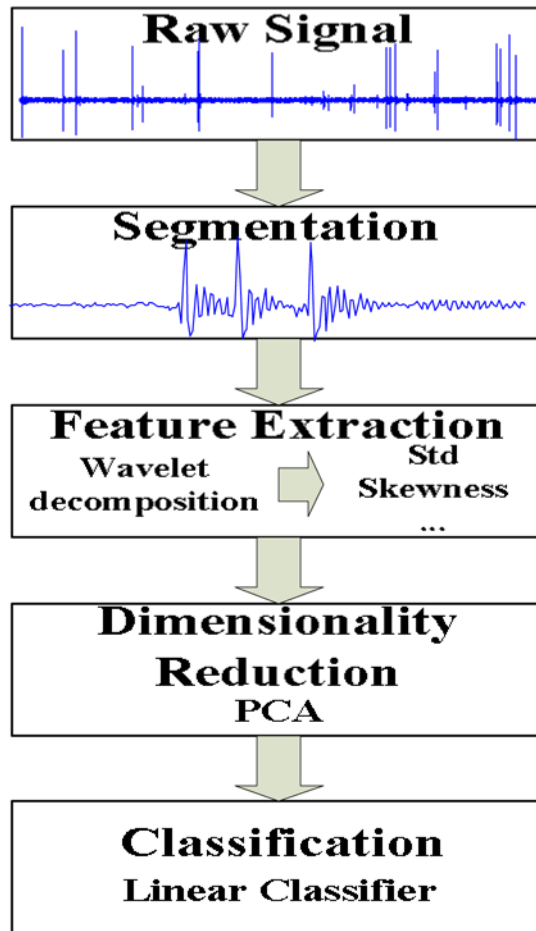 Raw Signal
Segmentation
Feature Extraction
Wavelet
decomposition
Std
Skewness
...
Dimensionality
Reduction
PCA
Classification
Linear Classifier